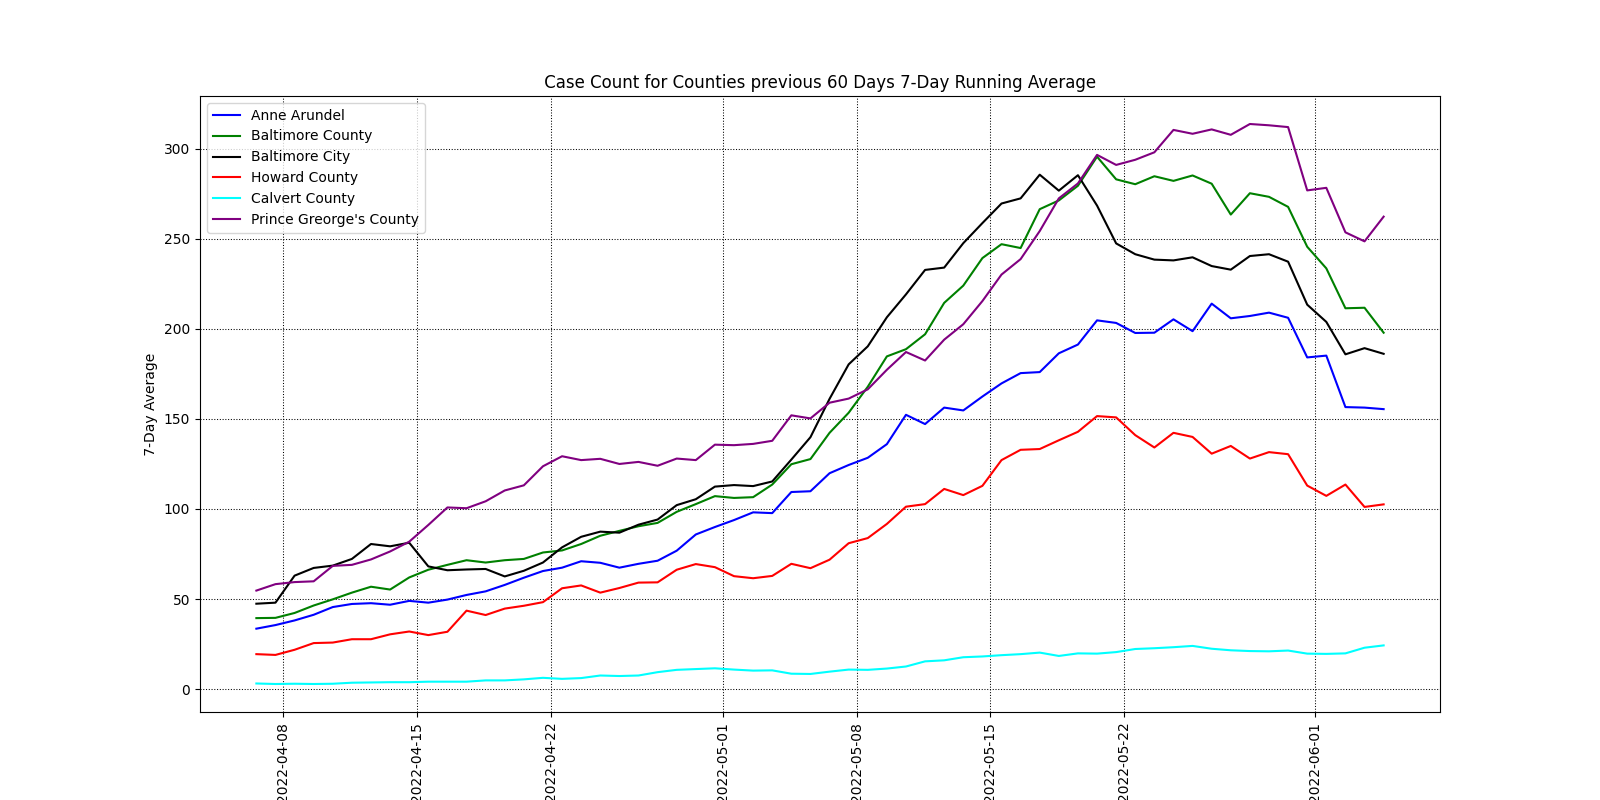 Case Count for Counties previous 60 Days 7-Day Running Average
Anne Arundel
Baltimore County
Baltimore City
Howard County
Calvert County
Prince Greorge's County
7-Day Average
300
250
200
150
100
50
0
2022-04-08
2022-04-15
2022-04-22
2022-05-01
2022-05-08
2022-05-15
2022-05-22
2022-06-01